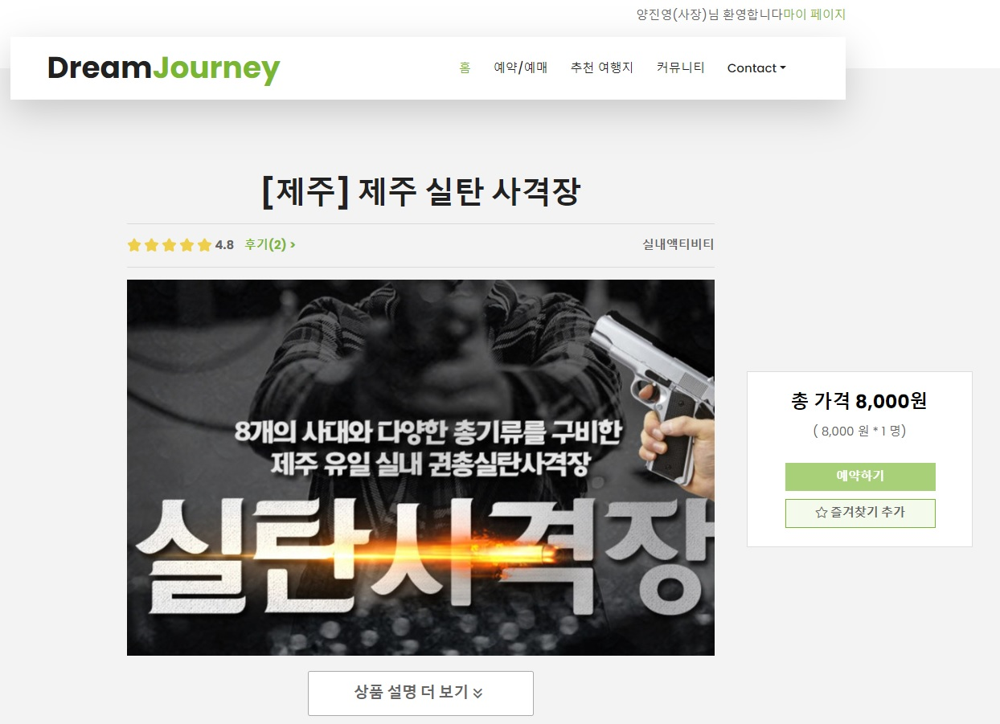 양진영(사장)님 환영합니다마이 페이지
DreamJourney
홈 예약/예매 추천 여행지 커뮤니티 Contact
[제주] 제주 실탄 사격장
4.8 후기(2) >
실내액티비티
8개의 사대와 다양한 총기류를 구비한
제주 유일 실내 권총실탄사격장
실탄사격장
총 가격 8,000원
( 8,000 원 * 1 명)
예약하기
즐겨찾기 추가
상품 설명 더 보기